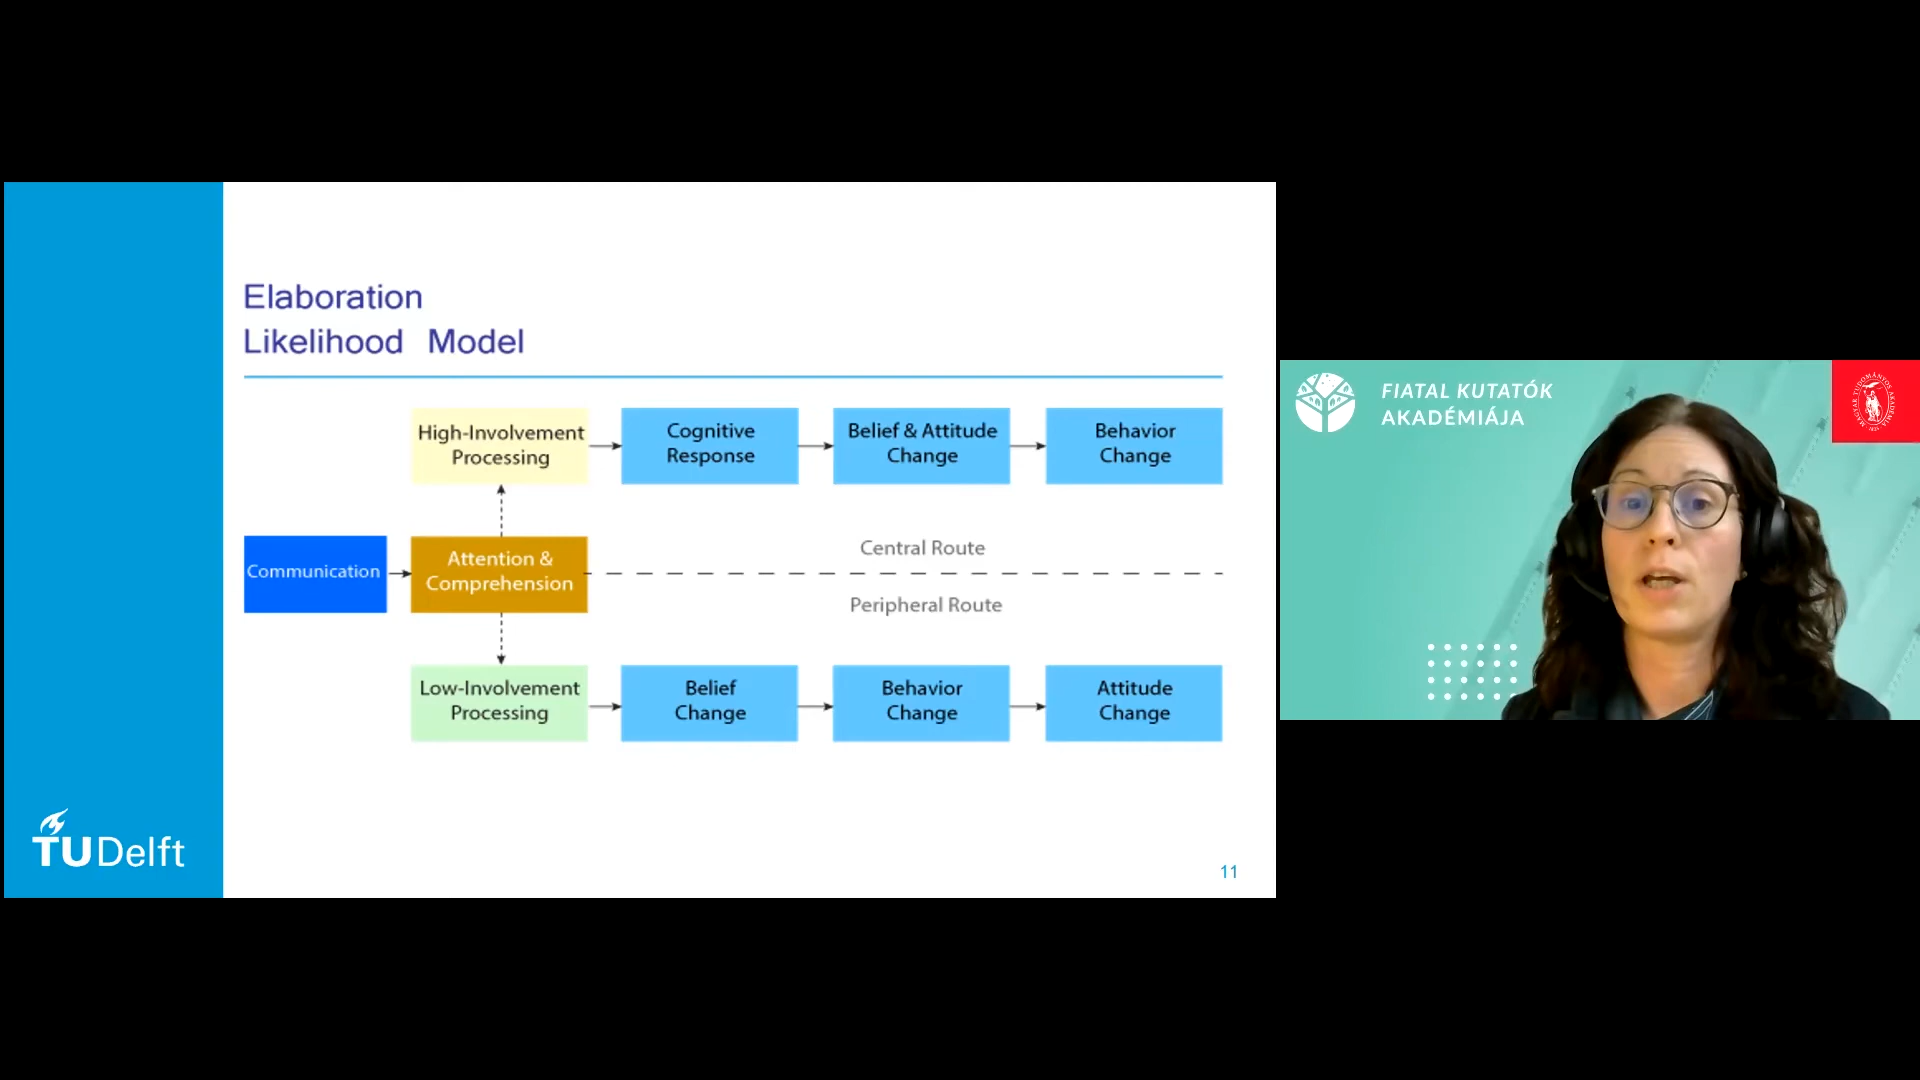 Elaboration
Likelihood Model
High-Involvement
Processing
Cognitive
Response
Belief & Attitude
Change
Behavior
Change
Communication
Attention &
Comprehension
Central Route
Peripheral Route
Low-Involvement
Processing
Belief
Change
Behavior
Change
Attitude
Change
TUDelft
11
FIATAL KUTATÓK
AKADÉMIÁJA